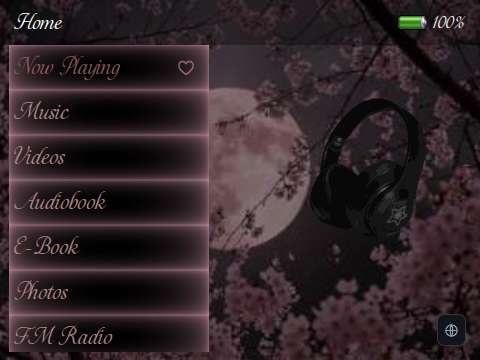 Home
100%
Now Playing
Music
Videos
Audiobook
E-Book
Photos
FM Radio